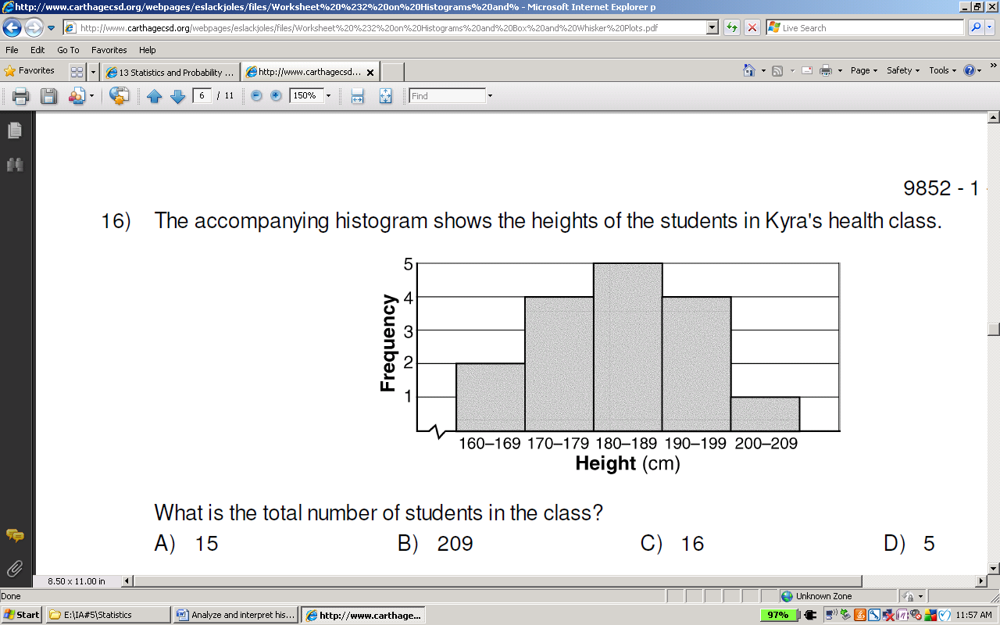 http://www.carthagecsd.org/webpages/eslackjoles/files/Worksheet%20%232%20on%20Histograms%20and% - Microsoft Internet Explorer p
http://www.carthagecsd.org/webpages/eslackjoles/files/Worksheet%20%232%20on%20Histograms%20and%20Box%20and%20Whisker%20Plots.pdf
Live Search
File Edit Go To Favorites Help
Favorites
13 Statistics and Probability ...
http://www.carthagecsd...
Page Safety Tools
6 / 11
150%
Find
9852 - 1
16) The accompanying histogram shows the heights of the students in Kyra's health class.
Frequency
5
4
3
2
1
160–169 170–179 180–189 190–199 200–209
Height (cm)
What is the total number of students in the class?
A) 15 B) 209 C) 16 D) 5
8.50 x 11.00 in
Done
Unknown Zone
Start
E:\IA#5\Statistics
Analyze and interpret his...
http://www.carthage...
97%
11:57 AM